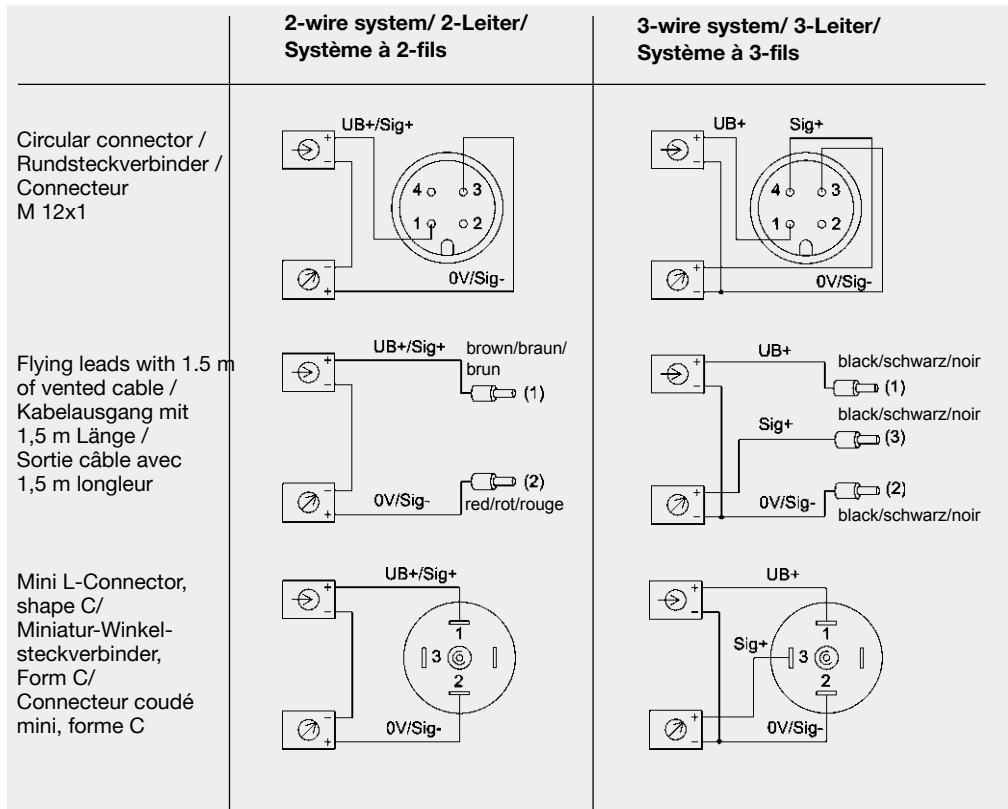 2-wire system/ 2-Leiter/
Système à 2-fils
3-wire system/ 3-Leiter/
Système à 3-fils
Circular connector /
Rundsteckverbinder /
Connecteur
M 12x1
UB+/Sig+
+
−
4
3
1
2
−
+
0V/Sig-
UB+
Sig+
+
−
4
3
1
2
+
−
0V/Sig-
Flying leads with 1.5 m
of vented cable /
Kabelausgang mit
1,5 m Länge /
Sortie câble avec
1,5 m longleur
UB+/Sig+
brown/braun/
brun
+
−
(1)
−
+
0V/Sig-
(2)
red/rot/rouge
UB+
black/schwarz/noir
+
−
(1)
black/schwarz/noir
Sig+
(3)
+
−
0V/Sig-
(2)
black/schwarz/noir
Mini L-Connector,
shape C/
Miniatur-Winkel-
steckverbinder,
Form C/
Connecteur coudé
mini, forme C
UB+/Sig+
+
−
1
3
2
−
+
0V/Sig-
UB+
+
−
1
Sig+
3
2
+
−
0V/Sig-